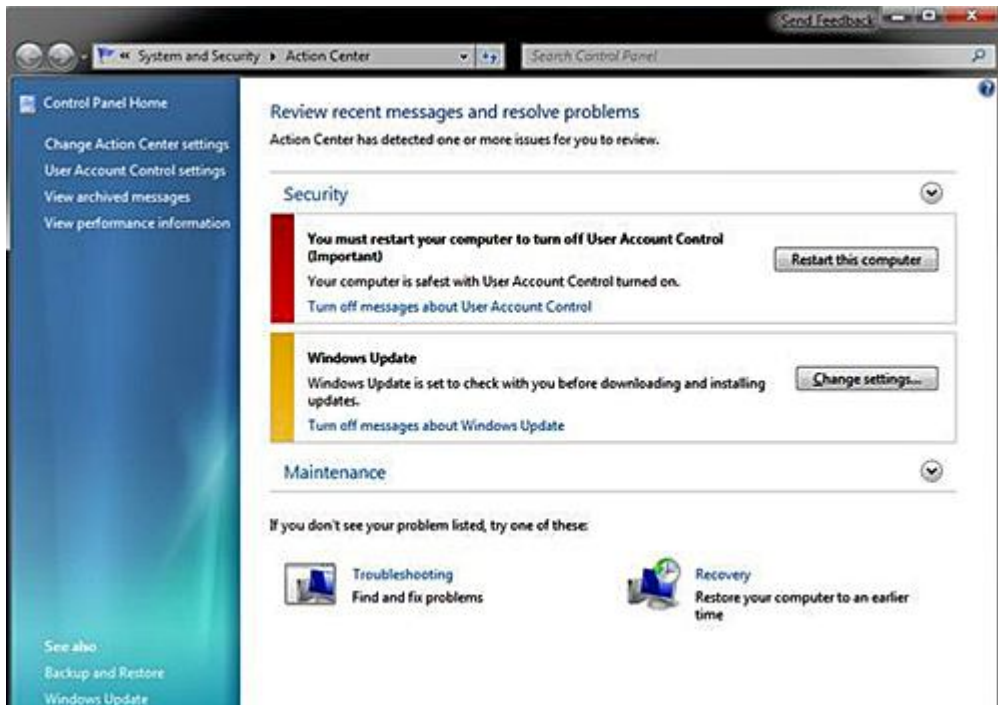 Send Feedback
« System and Security ▸ Action Center
Search Control Panel
Control Panel Home
Change Action Center settings
User Account Control settings
View archived messages
View performance information
Review recent messages and resolve problems
Action Center has detected one or more issues for you to review.
Security
You must restart your computer to turn off User Account Control
(Important)
Restart this computer
Your computer is safest with User Account Control turned on.
Turn off messages about User Account Control
Windows Update
Windows Update is set to check with you before downloading and installing
updates.
Change settings...
Turn off messages about Windows Update
Maintenance
If you don't see your problem listed, try one of these:
Troubleshooting
Find and fix problems
Recovery
Restore your computer to an earlier
time
See also
Backup and Restore
Windows Update